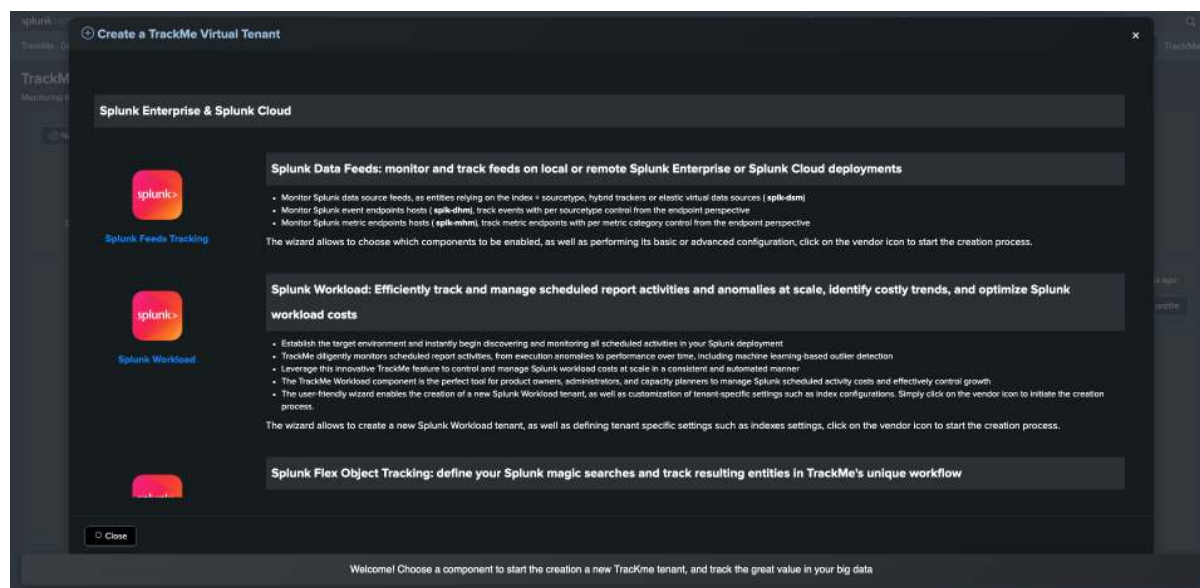 splunk>
TrackMe
TrackM
Create a TrackMe Virtual Tenant
×
Splunk Enterprise & Splunk Cloud
splunk>
Splunk Feeds Tracking
Splunk Data Feeds: monitor and track feeds on local or remote Splunk Enterprise or Splunk Cloud deployments
• Monitor Splunk data source feeds, as entities relying on the index + sourcetype, hybrid trackers or elastic virtual data sources ( splk-dsm)
• Monitor Splunk event endpoints hosts ( splk-dhm), track events with per sourcetype control from the endpoint perspective
• Monitor Splunk metric endpoints hosts ( splk-mhm), track metric endpoints with per metric category control from the endpoint perspective
The wizard allows to choose which components to be enabled, as well as performing its basic or advanced configuration, click on the vendor icon to start the creation process.
splunk>
Splunk Workload
Splunk Workload: Efficiently track and manage scheduled report activities and anomalies at scale, identify costly trends, and optimize Splunk
workload costs
• Establish the target environment and instantly begin discovering and monitoring all scheduled activities in your Splunk deployment
• TrackMe diligently monitors scheduled report activities, from execution anomalies to performance over time, including machine learning-based outlier detection
• Leverage this innovative TrackMe feature to control and manage Splunk workload costs at scale in a consistent and automated manner
• The TrackMe Workload component is the perfect tool for product owners, administrators, and capacity planners to manage Splunk scheduled activity costs and effectively control growth
• The user-friendly wizard enables the creation of a new Splunk Workload tenant, as well as customization of tenant-specific settings such as index configurations. Simply click on the vendor icon to initiate the creation
process.
The wizard allows to create a new Splunk Workload tenant, as well as defining tenant specific settings such as indexes settings, click on the vendor icon to start the creation process.
Splunk Flex Object Tracking: define your Splunk magic searches and track resulting entities in TrackMe's unique workflow
Close
Welcome! Choose a component to start the creation a new TracKme tenant, and track the great value in your big data